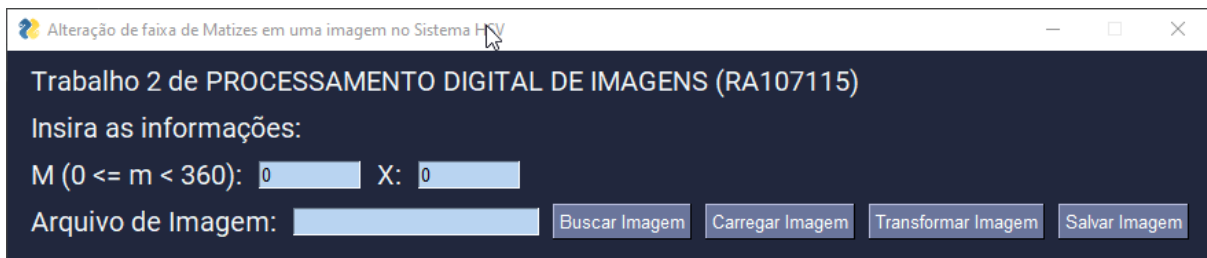 Alteração de faixa de Matizes em uma imagem no Sistema HSV
Trabalho 2 de PROCESSAMENTO DIGITAL DE IMAGENS (RA107115)
Insira as informações:
M (0 <= m < 360): 0 X: 0
Arquivo de Imagem: Buscar Imagem Carregar Imagem Transformar Imagem Salvar Imagem